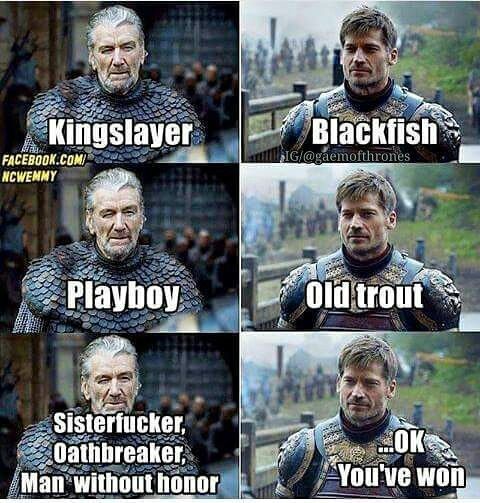 Kingslayer
Blackfish
IG/@gaemofthrones
FACEBOOK.COM/
NCWEMMY
Playboy
Old trout
Sisterfucker,
Oathbreaker,
Man without honor
...OK
You've won